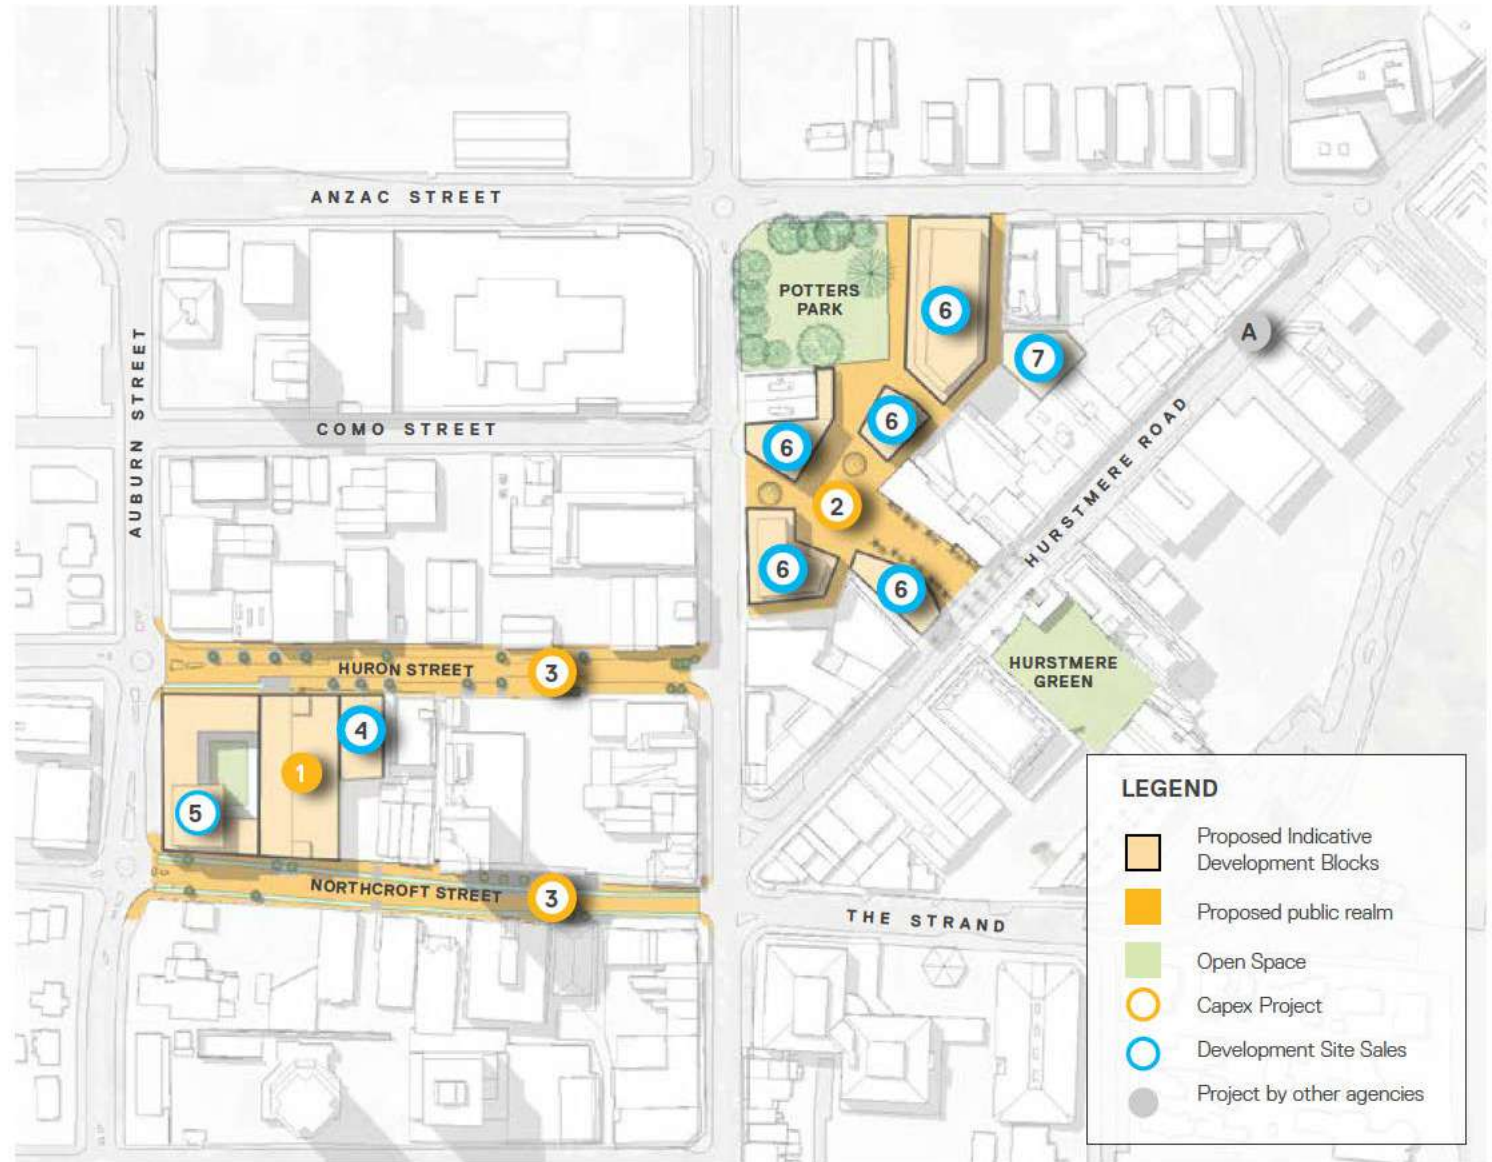 ANZAC STREET
POTTERS
PARK
6
7
A
AUBURN STREET
COMO STREET
6
6
HURSTMERE ROAD
2
6
6
HURON STREET
3
HURSTMERE
GREEN
4
1
5
NORTHCROFT STREET
3
THE STRAND
LEGEND
Proposed Indicative
Development Blocks
Proposed public realm
Open Space
Capex Project
Development Site Sales
Project by other agencies